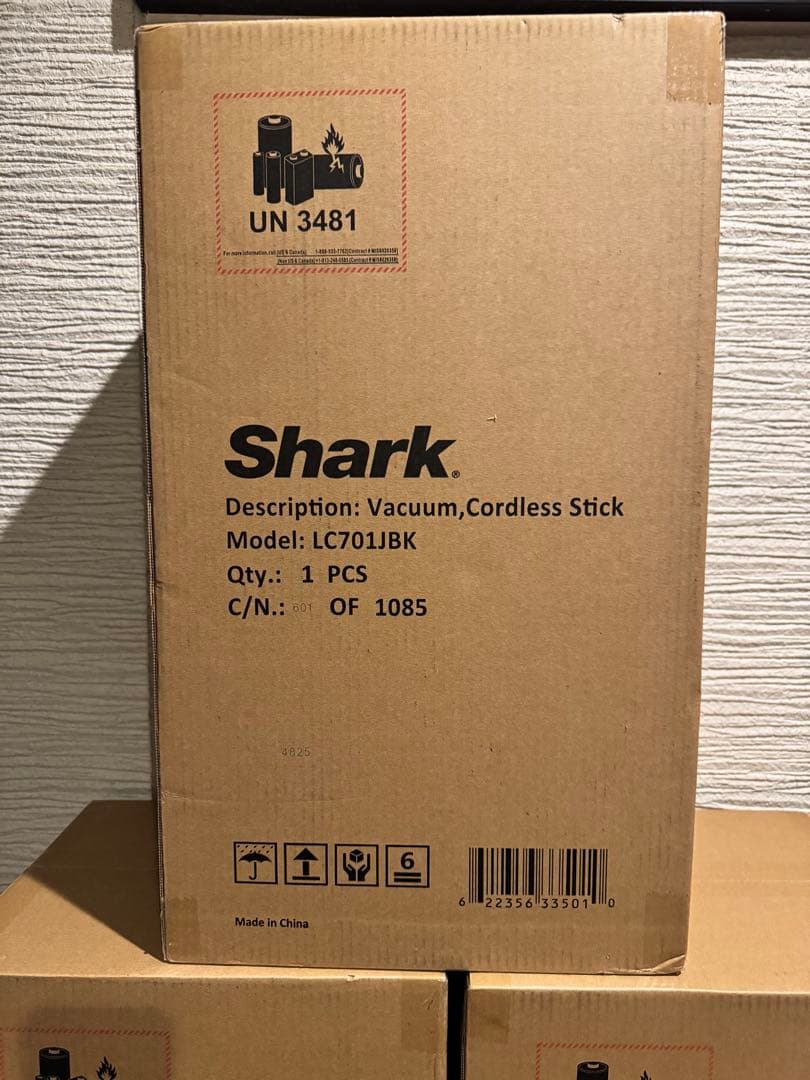 UN 3481
Shark®
Description: Vacuum,Cordless Stick
Model: LC701JBK
Qty.: 1 PCS
C/N.: 601 OF 1085
4825
6
6 22356 33501 0
Made in China